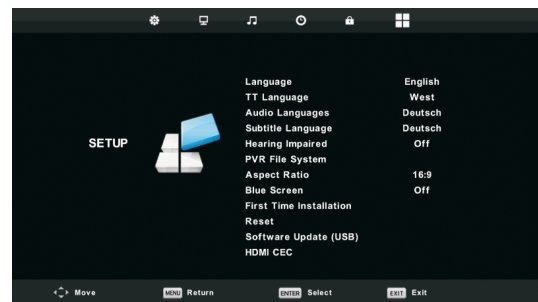 Language English
TT Language West
Audio Languages Deutsch
Subtitle Language Deutsch
SETUP
Hearing Impaired Off
PVR File System
Aspect Ratio 16:9
Blue Screen Off
First Time Installation
Reset
Software Update (USB)
HDMI CEC
Move MENU Return ENTER Select EXIT Exit